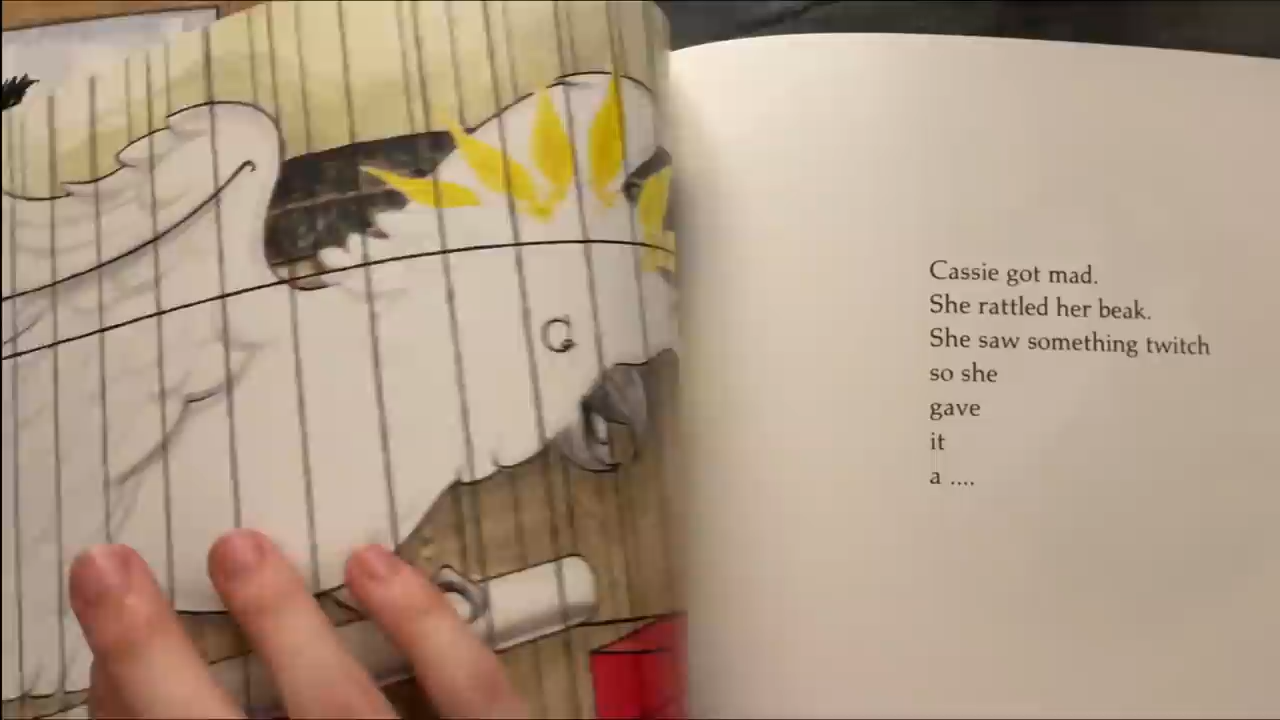 Cassie got mad.
She rattled her beak.
She saw something twitch
so she
gave
it
a ....